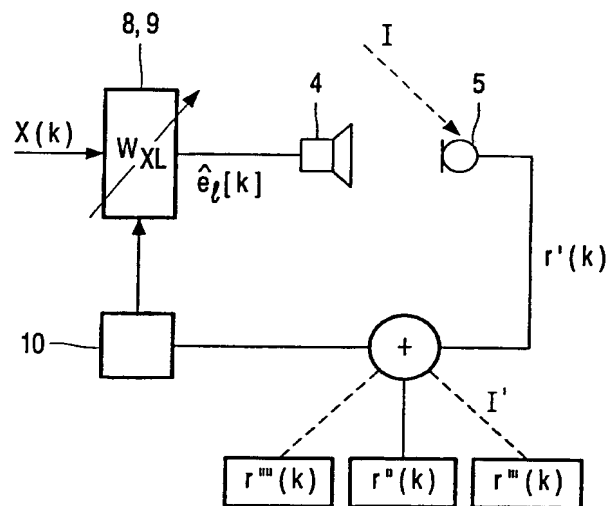 8, 9
I
4
5
X(k)
W XL
ê_ℓ[k]
r'(k)
10
+
I'
r""(k)
r"(k)
r"'(k)